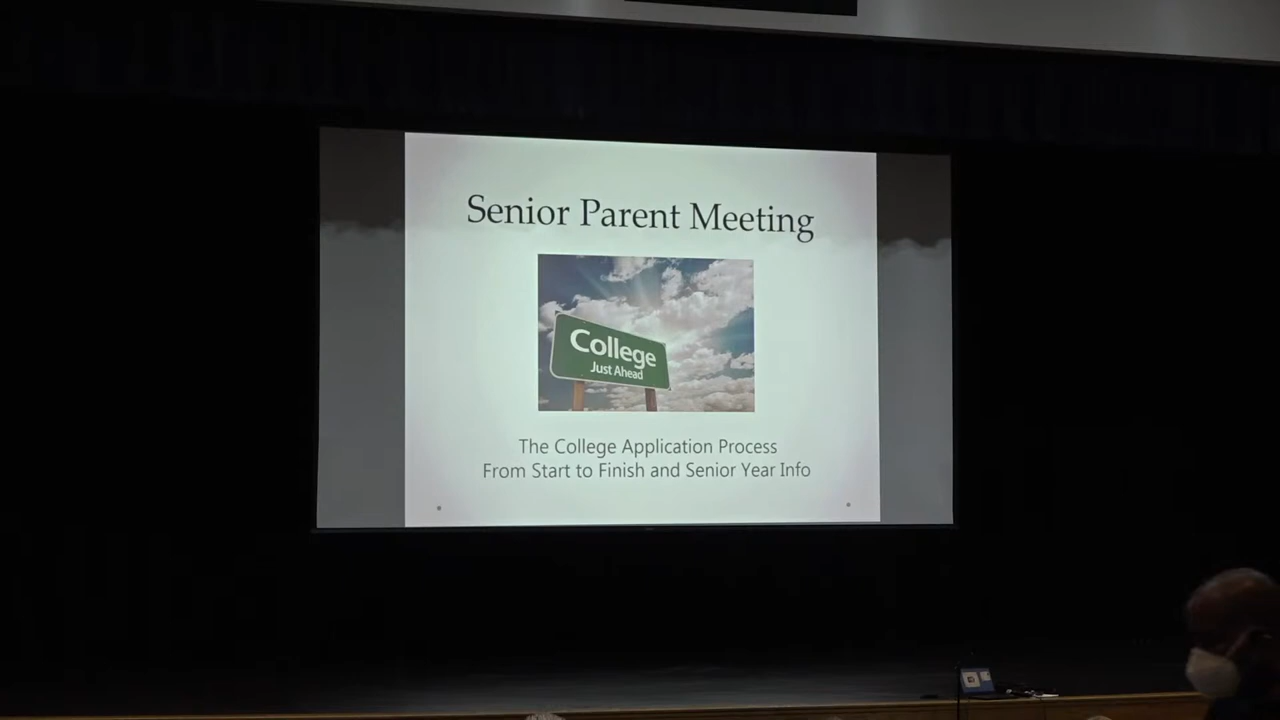 Senior Parent Meeting
College
Just Ahead
The College Application Process
From Start to Finish and Senior Year Info